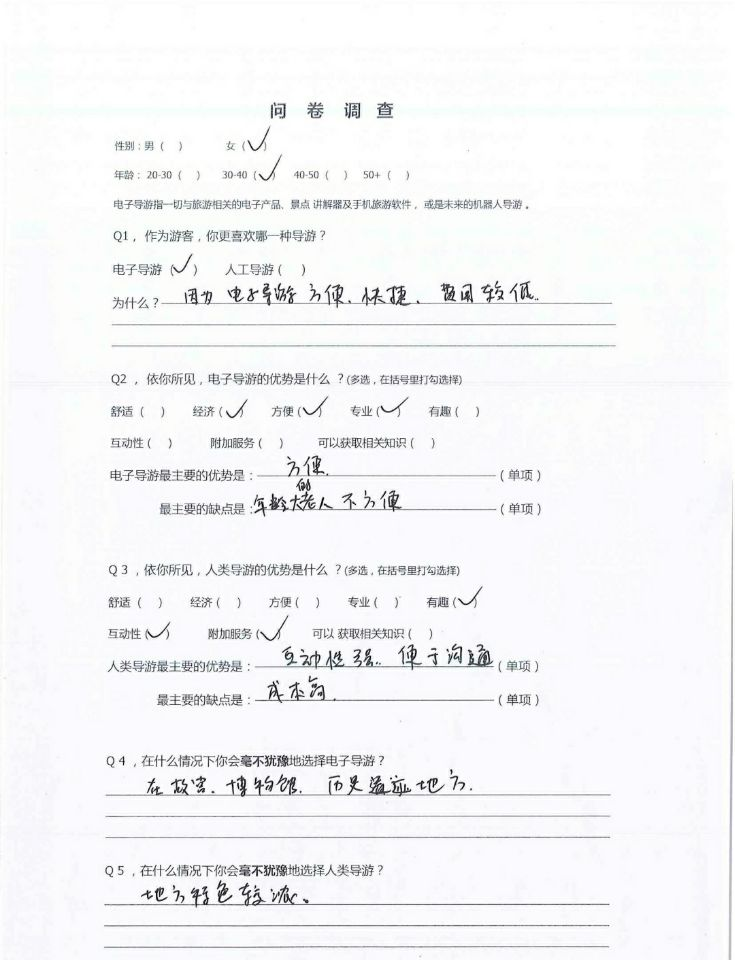 问 卷 调 查
性别：男（ ） 女（✓）
年龄： 20-30（ ） 30-40（✓） 40-50（ ） 50+（ ）
电子导游指一切与旅游相关的电子产品、景点 讲解器及手机旅游软件， 或是未来的机器人导游 。
Q1， 作为游客，你更喜欢哪一种导游？
电子导游（✓） 人工导游（ ）
为什么？因为 电子导游 方便、快捷、费用较低.
Q2 ， 依你所见，电子导游的优势是什么 ？(多选，在括号里打勾选择)
舒适（ ） 经济（✓） 方便（✓） 专业（✓） 有趣（ ）
互动性（ ） 附加服务（ ） 可以获取相关知识（ ）
电子导游最主要的优势是：方便.（单项）
最主要的缺点是：年龄大的老人 不方便（单项）
Q 3 ，依你所见，人类导游的优势是什么 ？(多选，在括号里打勾选择)
舒适（ ） 经济（ ） 方便（ ） 专业（ ） 有趣（✓）
互动性（✓） 附加服务（✓） 可以 获取相关知识（ ）
人类导游最主要的优势是：互动性强.. 便于沟通（单项）
最主要的缺点是：成本高.（单项）
Q 4 ，在什么情况下你会毫不犹豫地选择电子导游？
在故宫、博物馆. 历史遗迹地方.
Q 5 ，在什么情况下你会毫不犹豫地选择人类导游？
地方特色较浓。